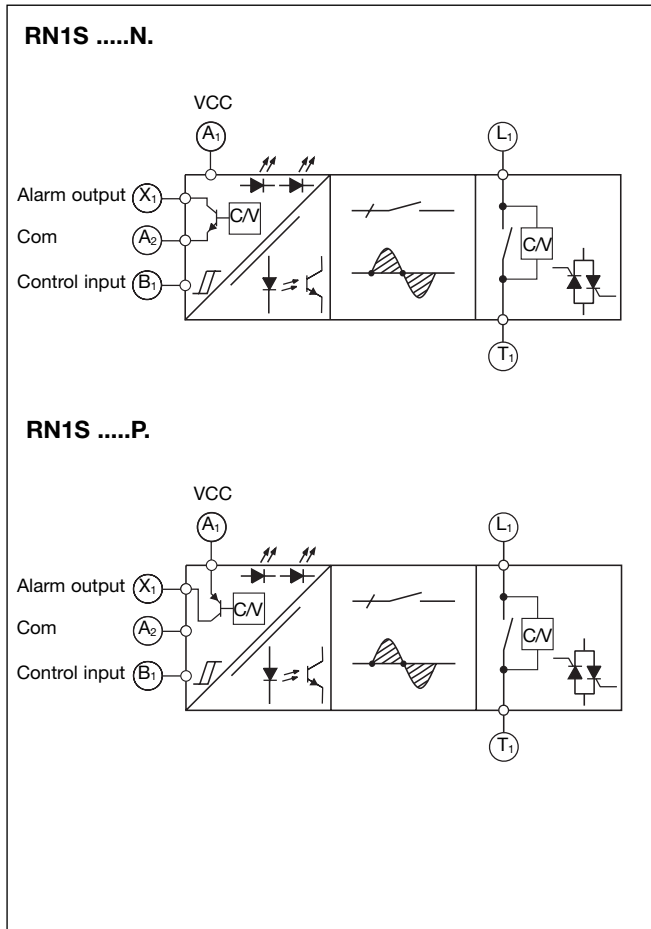 RN1S .....N.
VCC
A1
L1
Alarm output X1
C/V
Com A2
C/V
Control input B1
T1
RN1S .....P.
VCC
A1
L1
Alarm output X1
C/V
Com A2
C/V
Control input B1
T1